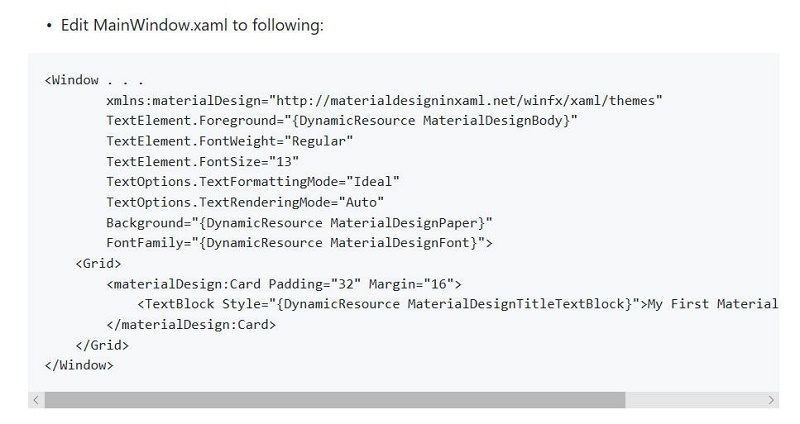 • Edit MainWindow.xaml to following:
<Window . . .
xmlns:materialDesign="http://materialdesigninxaml.net/winfx/xaml/themes"
TextElement.Foreground="{DynamicResource MaterialDesignBody}"
TextElement.FontWeight="Regular"
TextElement.FontSize="13"
TextOptions.TextFormattingMode="Ideal"
TextOptions.TextRenderingMode="Auto"
Background="{DynamicResource MaterialDesignPaper}"
FontFamily="{DynamicResource MaterialDesignFont}">
<Grid>
<materialDesign:Card Padding="32" Margin="16">
<TextBlock Style="{DynamicResource MaterialDesignTitleTextBlock}">My First Material
</materialDesign:Card>
</Grid>
</Window>